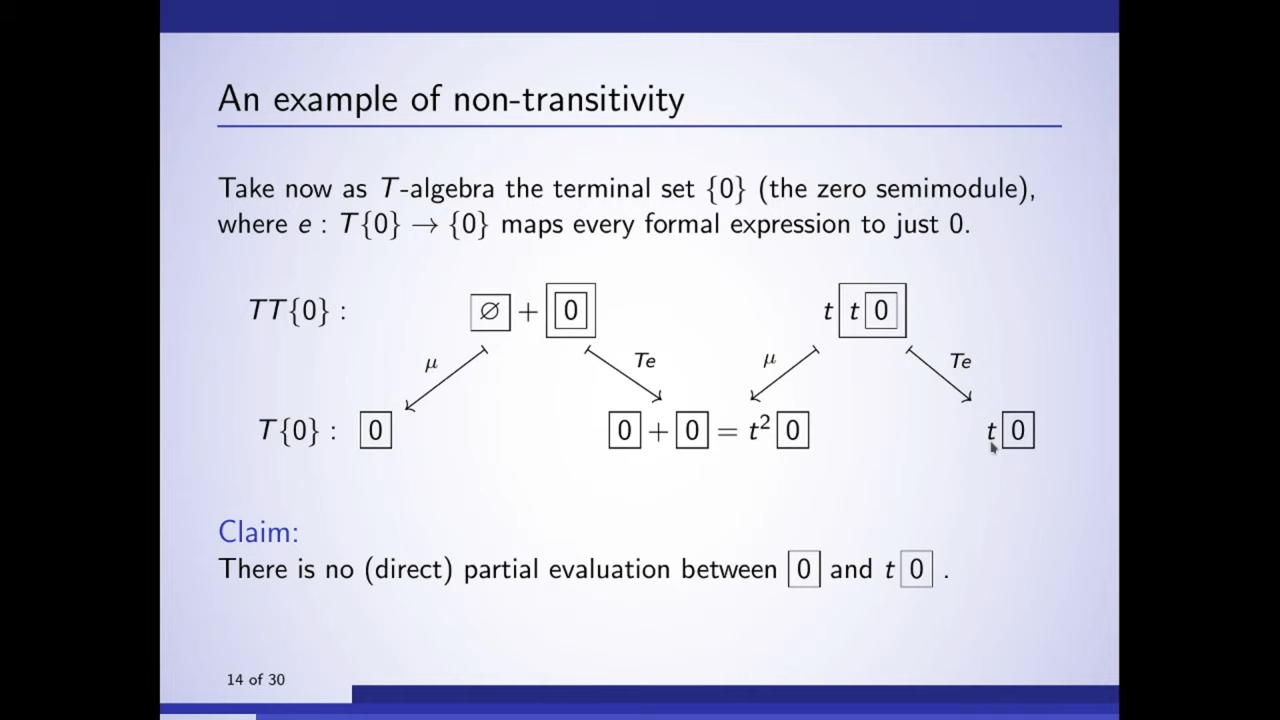 An example of non-transitivity
Take now as T-algebra the terminal set {0} (the zero semimodule),
where e : T{0} → {0} maps every formal expression to just 0.
TT{0} : ∅ + 0 t t 0
μ Te μ Te
T{0} : 0 0 + 0 = t² 0 t 0
Claim:
There is no (direct) partial evaluation between 0 and t 0 .
14 of 30